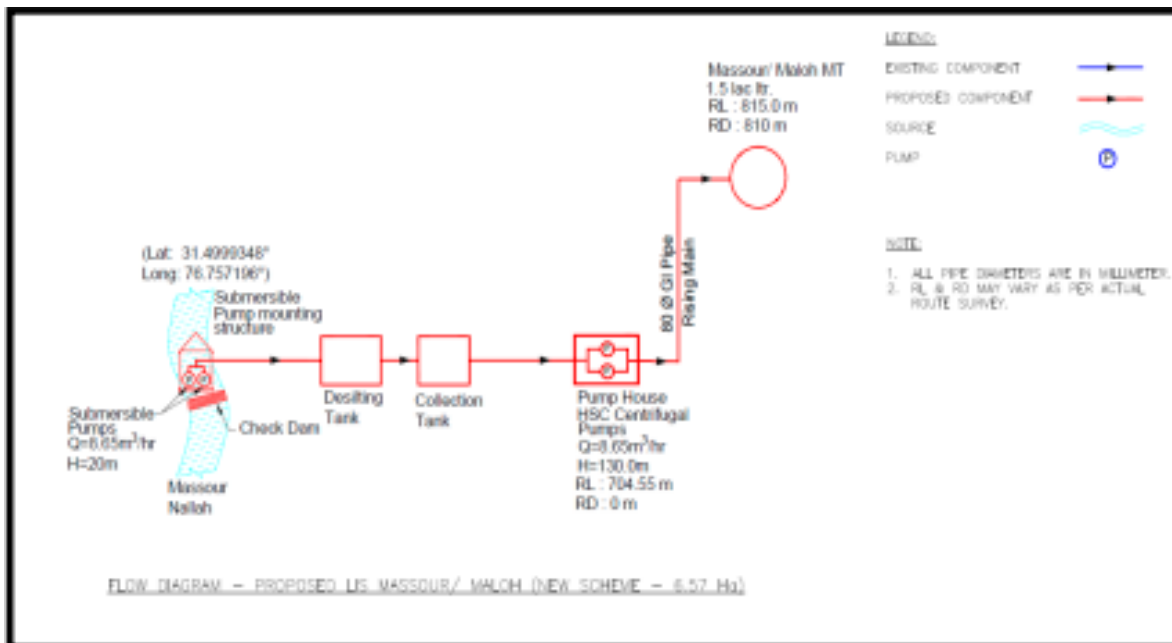 LEGEND:
EXISTING COMPONENT
PROPOSED COMPONENT
SOURCE
PUMP
P
Massour/ Maloh MT
1.5 lac ltr.
RL : 815.0 m
RD : 810 m
NOTE:
1. ALL PIPE DIAMETERS ARE IN MILLIMETER.
2. RL & RD MAY VARY AS PER ACTUAL
ROUTE SURVEY.
80 Ø GI Pipe
Rising Main
(Lat: 31.4999348°
Long: 76.757196°)
Submersible
Pump mounting
structure
P P
Submersible
Pumps
Q=8.65m³/hr
H=20m
Check Dam
Massour
Nallah
Desilting
Tank
Collection
Tank
P
P
Pump House
HSC Centrifugal
Pumps
Q=8.65m³/hr
H=130.0m
RL : 704.55 m
RD : 0 m
FLOW DIAGRAM - PROPOSED LIS MASSOUR/ MALOH (NEW SCHEME - 6.57 Ha)